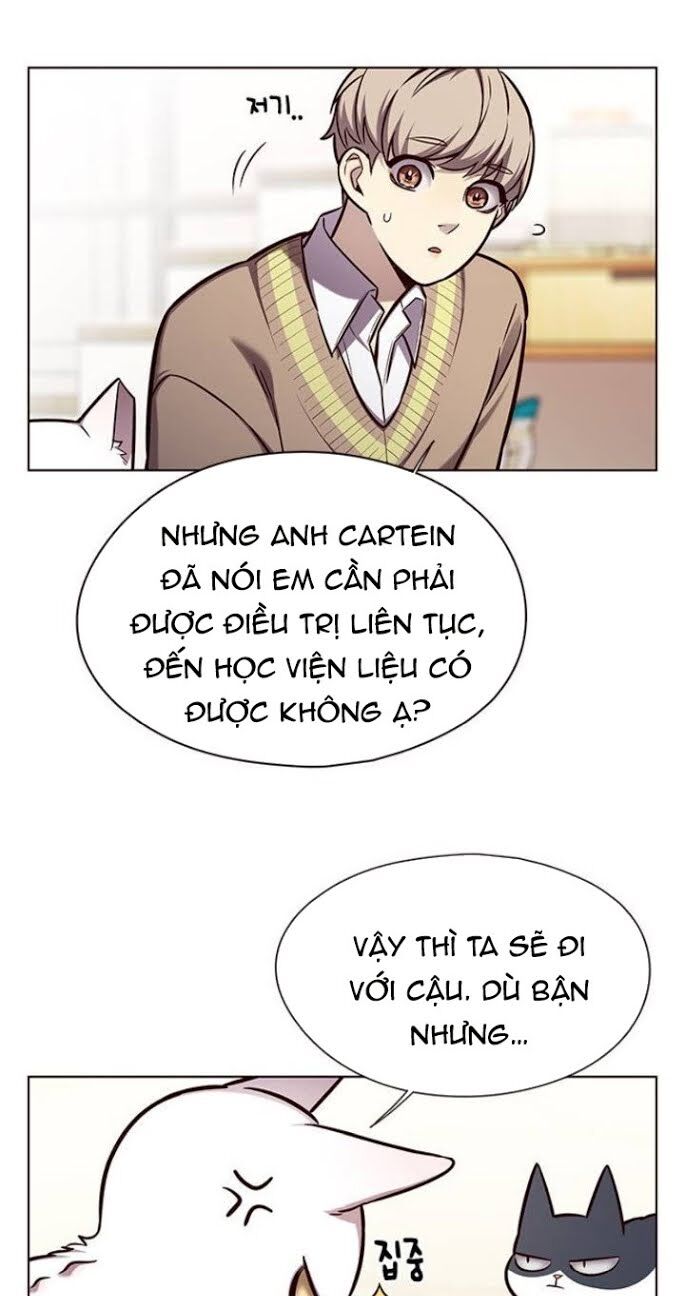 저기..
NHƯNG ANH CARTEIN
ĐÃ NÓI EM CẦN PHẢI
ĐƯỢC ĐIỀU TRỊ LIÊN TỤC,
ĐẾN HỌC VIỆN LIỆU CÓ
ĐƯỢC KHÔNG Ạ?
VẬY THÌ TA SẼ ĐI
VỚI CẬU. DÙ BẬN
NHƯNG...
집중